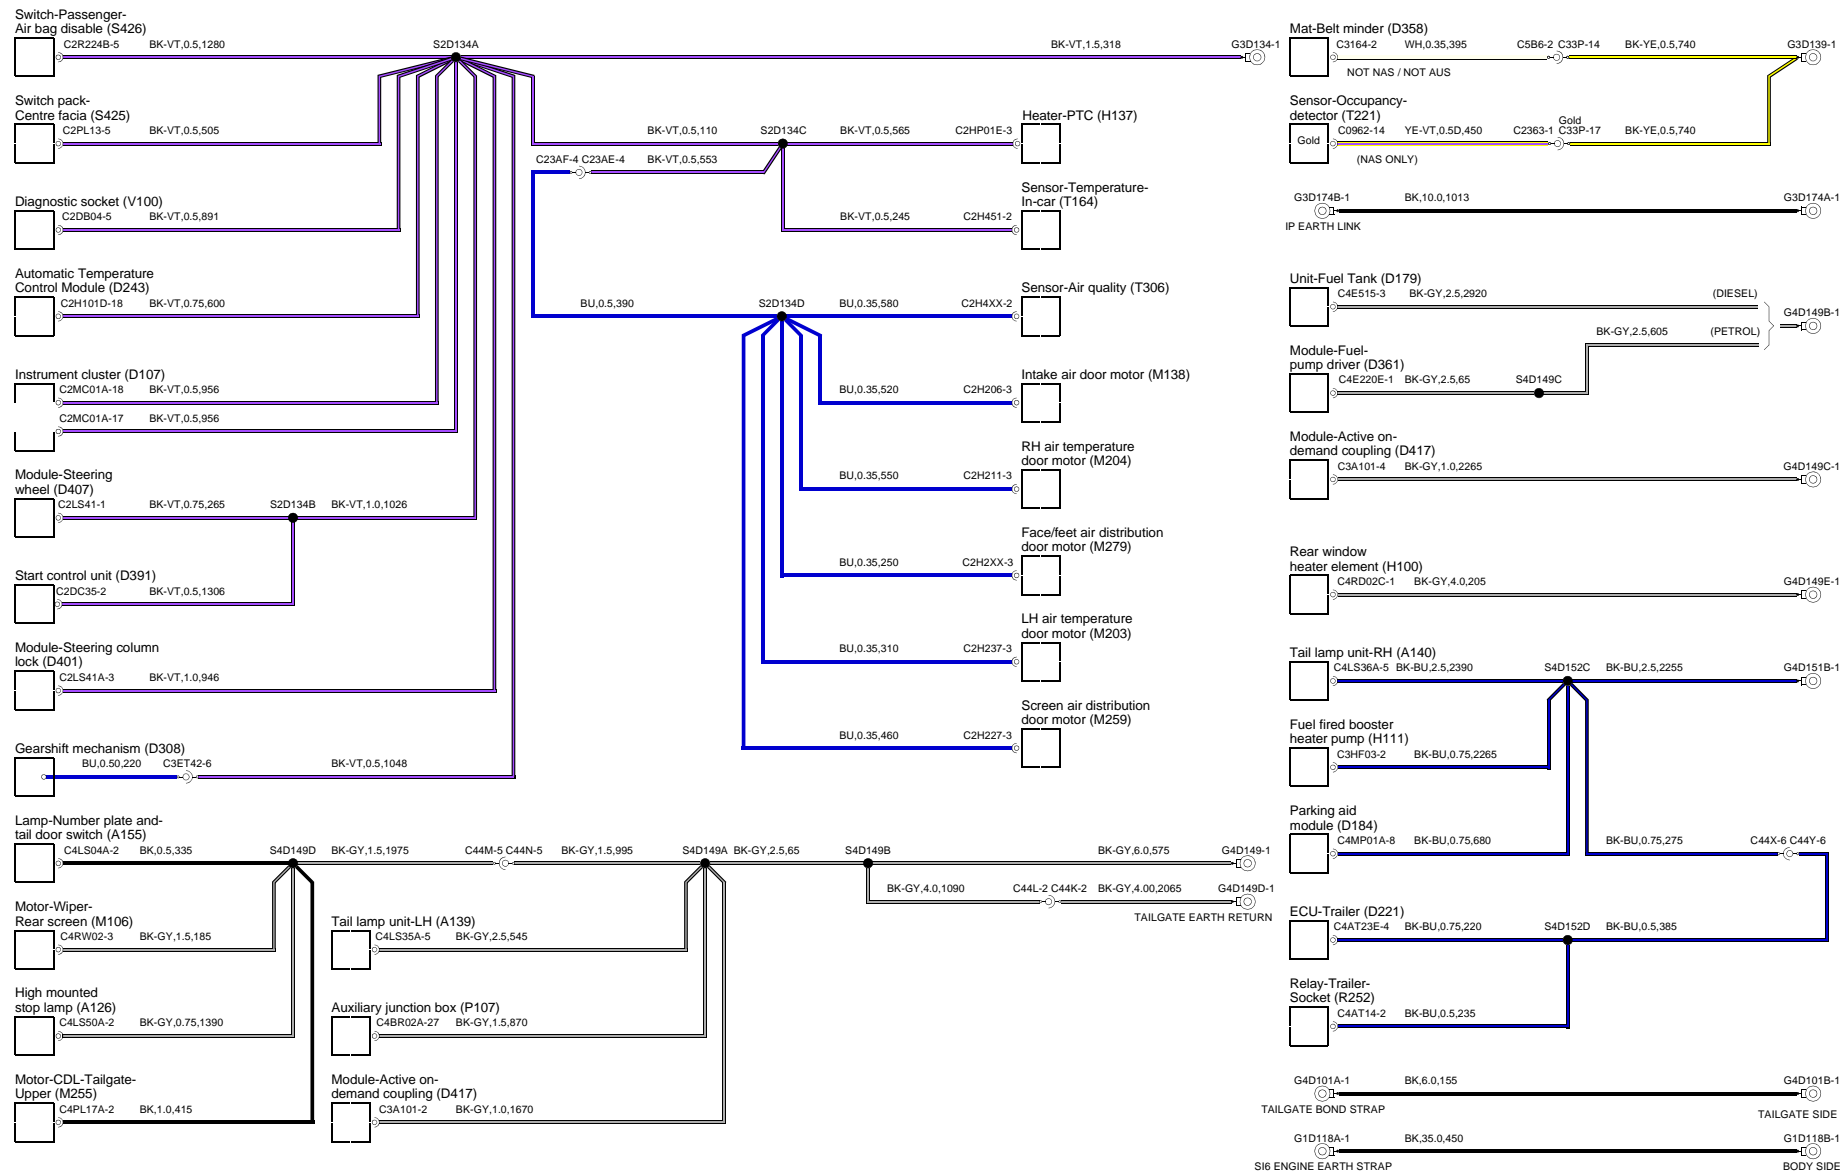 Switch-Passenger-
Air bag disable (S426)
C2R224B-5 BK-VT,0.5,1280 S2D134A BK-VT,1.5,318 G3D134-1
Switch pack-
Centre facia (S425)
C2PL13-5 BK-VT,0.5,505
Diagnostic socket (V100)
C2DB04-5 BK-VT,0.5,891
Automatic Temperature
Control Module (D243)
C2H101D-18 BK-VT,0.75,600
Instrument cluster (D107)
C2MC01A-18 BK-VT,0.5,956
C2MC01A-17 BK-VT,0.5,956
Module-Steering
wheel (D407)
C2LS41-1 BK-VT,0.75,265 S2D134B BK-VT,1.0,1026
Start control unit (D391)
C2DC35-2 BK-VT,0.5,1306
Module-Steering column
lock (D401)
C2LS41A-3 BK-VT,1.0,946
Gearshift mechanism (D308)
BU,0.50,220 C3ET42-6 BK-VT,0.5,1048
BK-VT,0.5,110 S2D134C BK-VT,0.5,565 C2HP01E-3
Heater-PTC (H137)
C23AF-4 C23AE-4 BK-VT,0.5,553
Sensor-Temperature-
In-car (T164)
BK-VT,0.5,245 C2H451-2
Sensor-Air quality (T306)
BU,0.5,390 S2D134D BU,0.35,580 C2H4XX-2
Intake air door motor (M138)
BU,0.35,520 C2H206-3
RH air temperature
door motor (M204)
BU,0.35,550 C2H211-3
Face/feet air distribution
door motor (M279)
BU,0.35,250 C2H2XX-3
LH air temperature
door motor (M203)
BU,0.35,310 C2H237-3
Screen air distribution
door motor (M259)
BU,0.35,460 C2H227-3
Lamp-Number plate and-
tail door switch (A155)
C4LS04A-2 BK,0.5,335 S4D149D BK-GY,1.5,1975 C44M-5 C44N-5 BK-GY,1.5,995 S4D149A BK-GY,2.5,65 S4D149B BK-GY,6.0,575 G4D149-1
BK-GY,4.0,1090 C44L-2 C44K-2 BK-GY,4.00,2065 G4D149D-1
TAILGATE EARTH RETURN
Motor-Wiper-
Rear screen (M106)
C4RW02-3 BK-GY,1.5,185
High mounted
stop lamp (A126)
C4LS50A-2 BK-GY,0.75,1390
Motor-CDL-Tailgate-
Upper (M255)
C4PL17A-2 BK,1.0,415
Tail lamp unit-LH (A139)
C4LS35A-5 BK-GY,2.5,545
Auxiliary junction box (P107)
C4BR02A-27 BK-GY,1.5,870
Module-Active on-
demand coupling (D417)
C3A101-2 BK-GY,1.0,1670
Mat-Belt minder (D358)
C3164-2 WH,0.35,395 C5B6-2 C33P-14 BK-YE,0.5,740 G3D139-1
NOT NAS / NOT AUS
Sensor-Occupancy-
detector (T221)
Gold
Gold
C0962-14 YE-VT,0.5D,450 C2363-1 C33P-17 BK-YE,0.5,740
(NAS ONLY)
G3D174B-1 BK,10.0,1013 G3D174A-1
IP EARTH LINK
Unit-Fuel Tank (D179)
C4E515-3 BK-GY,2.5,2920 (DIESEL)
G4D149B-1
BK-GY,2.5,605 (PETROL)
Module-Fuel-
pump driver (D361)
C4E220E-1 BK-GY,2.5,65 S4D149C
Module-Active on-
demand coupling (D417)
C3A101-4 BK-GY,1.0,2265 G4D149C-1
Rear window
heater element (H100)
C4RD02C-1 BK-GY,4.0,205 G4D149E-1
Tail lamp unit-RH (A140)
C4LS36A-5 BK-BU,2.5,2390 S4D152C BK-BU,2.5,2255 G4D151B-1
Fuel fired booster
heater pump (H111)
C3HF03-2 BK-BU,0.75,2265
Parking aid
module (D184)
C4MP01A-8 BK-BU,0.75,680 BK-BU,0.75,275 C44X-6 C44Y-6
ECU-Trailer (D221)
C4AT23E-4 BK-BU,0.75,220 S4D152D BK-BU,0.5,385
Relay-Trailer-
Socket (R252)
C4AT14-2 BK-BU,0.5,235
G4D101A-1 BK,6.0,155 G4D101B-1
TAILGATE BOND STRAP TAILGATE SIDE
G1D118A-1 BK,35.0,450 G1D118B-1
SI6 ENGINE EARTH STRAP BODY SIDE